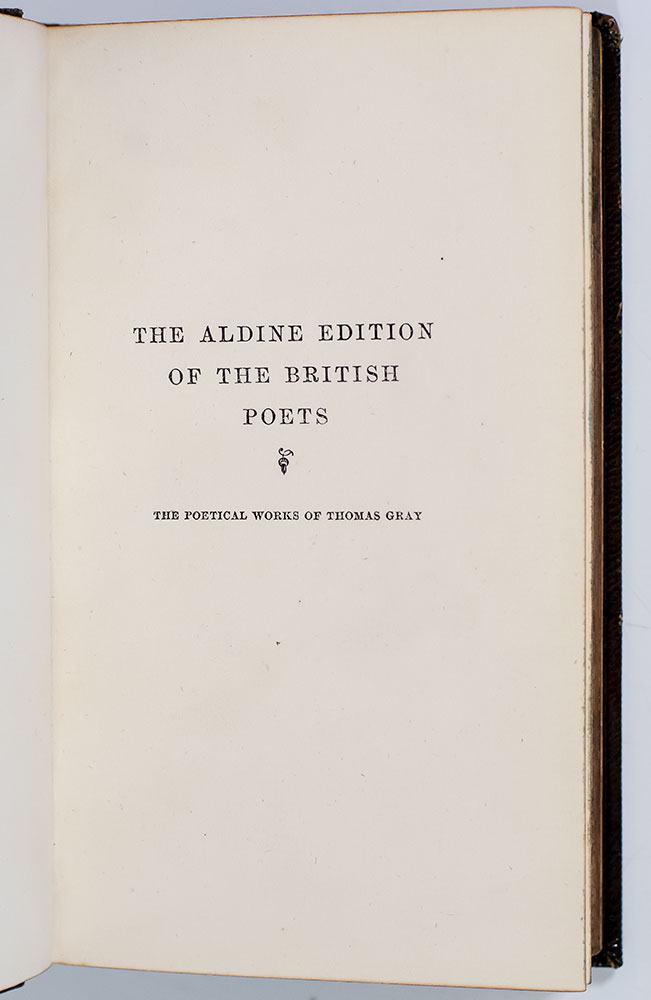 THE ALDINE EDITION
OF THE BRITISH
POETS
THE POETICAL WORKS OF THOMAS GRAY